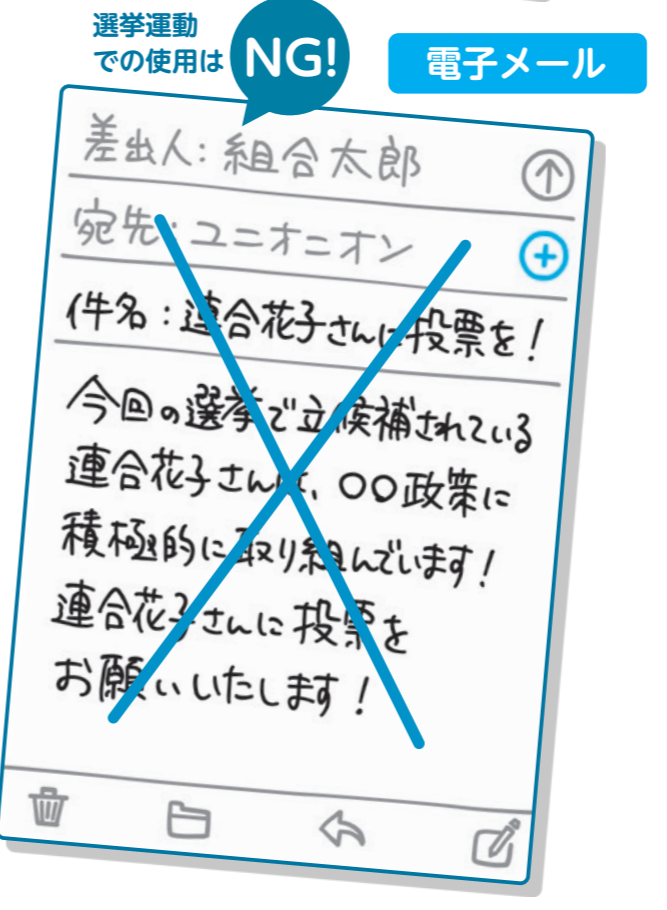 選挙運動
での使用は
NG!
電子メール
差出人:組合太郎
宛先:ユニオニオン
件名:連合花子さんに投票を!
今回の選挙で立候補されている
連合花子さんは、○○政策に
積極的に取り組んでいます!
連合花子さんに投票を
お願いいたします!